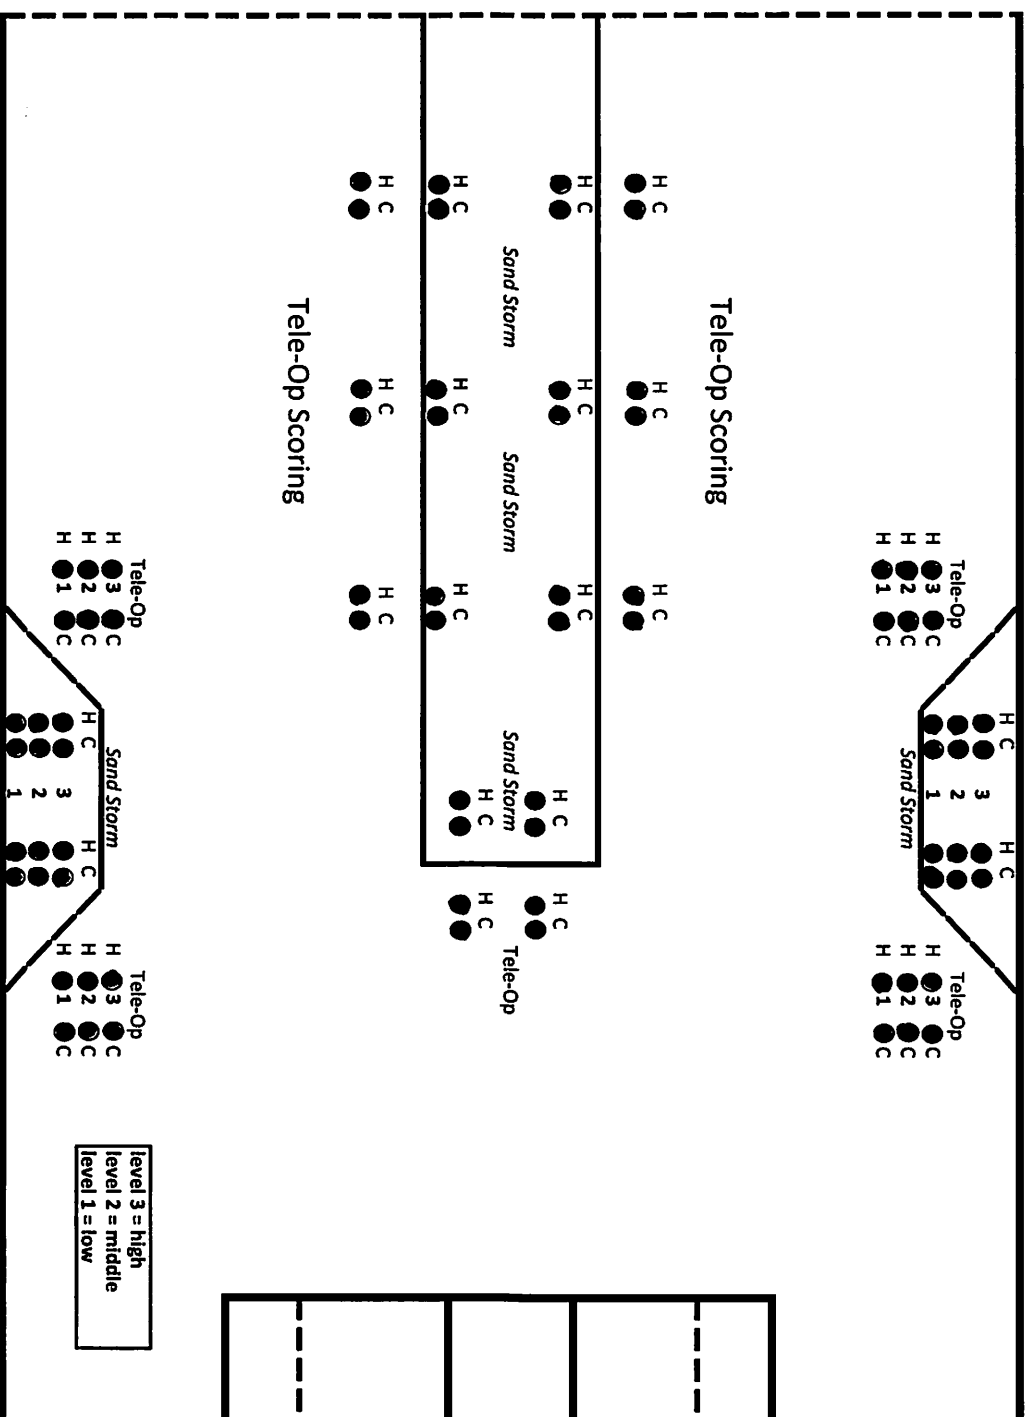 H C H C
3
Tele-Op 2 Tele-Op
H 3 C 1 H 3 C
H 2 C Sand Storm H 2 C
H 1 C H 1 C
Tele-Op Scoring
H C H C H C
H C H C H C
H C H C
Sand Storm Sand Storm Sand Storm Tele-Op
H C H C
H C H C H C
H C H C H C
Tele-Op Scoring
Tele-Op Tele-Op
H 3 C Sand Storm H 3 C
H 2 C H C H C H 2 C
H 1 C 3 H 1 C
2
1
level 3 = high
level 2 = middle
level 1 = low